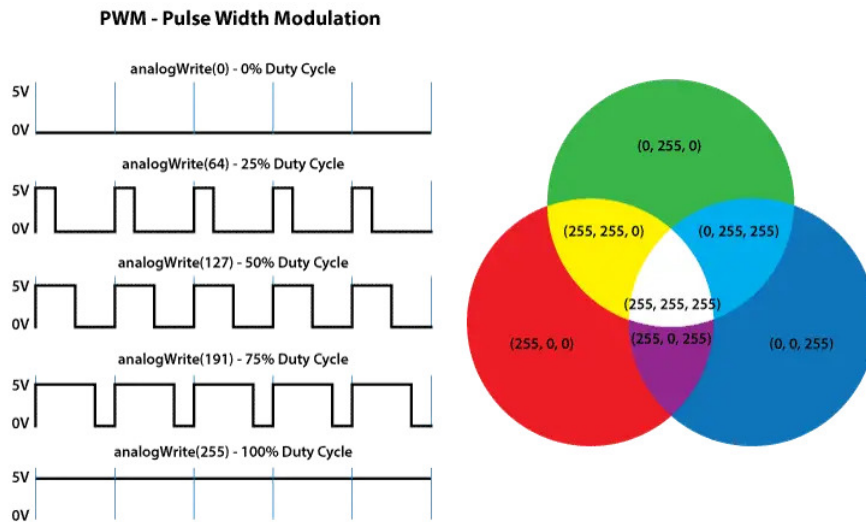 PWM - Pulse Width Modulation
analogWrite(0) - 0% Duty Cycle
5V
0V
analogWrite(64) - 25% Duty Cycle
5V
0V
analogWrite(127) - 50% Duty Cycle
5V
0V
analogWrite(191) - 75% Duty Cycle
5V
0V
analogWrite(255) - 100% Duty Cycle
5V
0V
(0, 255, 0)
(255, 255, 0)
(0, 255, 255)
(255, 255, 255)
(255, 0, 0)
(255, 0, 255)
(0, 0, 255)